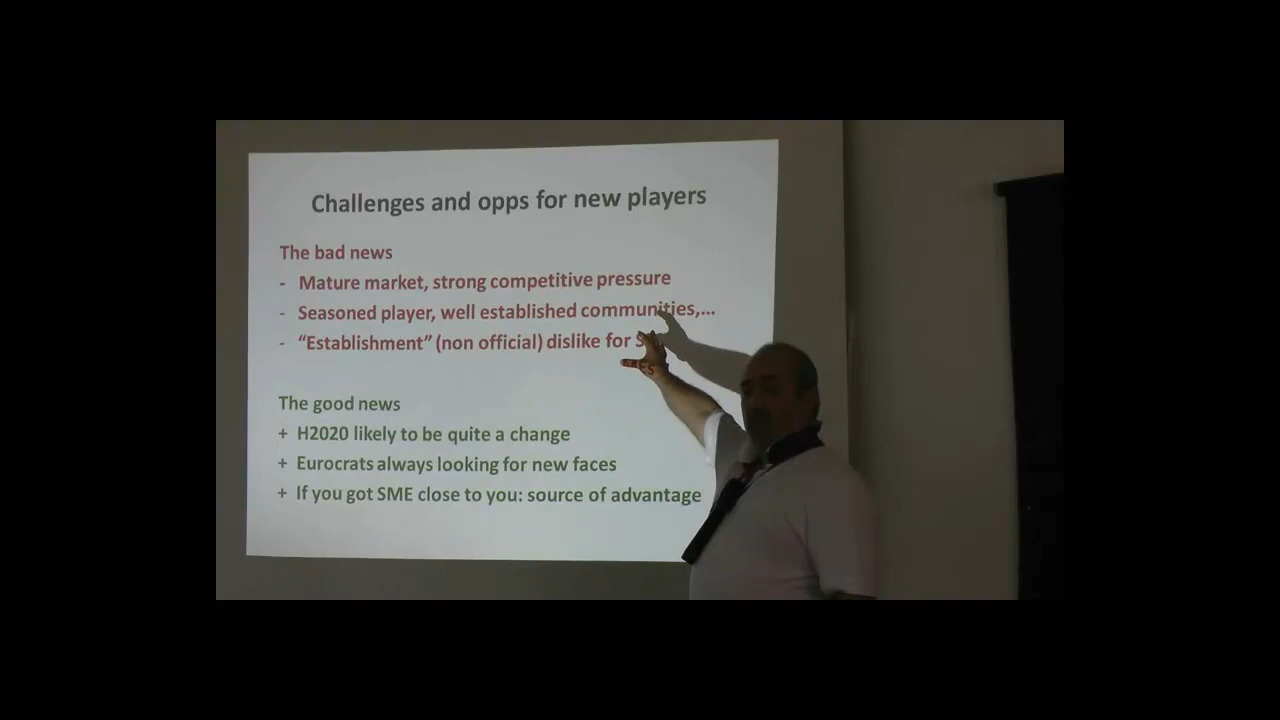 Challenges and opps for new players
The bad news
- Mature market, strong competitive pressure
- Seasoned player, well established communities,...
- “Establishment” (non official) dislike for
The good news
+ H2020 likely to be quite a change
+ Eurocrats always looking for new faces
+ If you got SME close to you: source of advantage